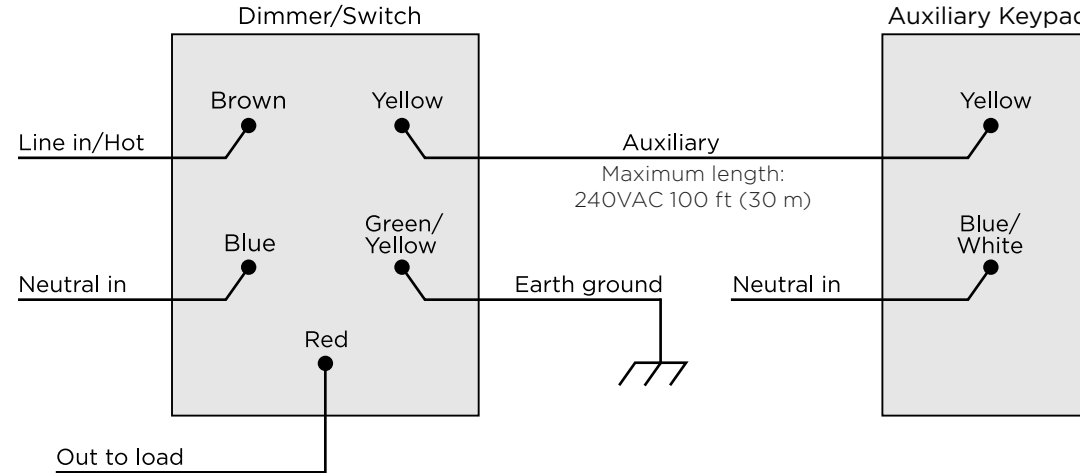 Dimmer/Switch
Auxiliary Keypad
Brown
Yellow
Yellow
Line in/Hot
Auxiliary
Maximum length:
240VAC 100 ft (30 m)
Green/
Yellow
Blue/
White
Blue
Neutral in
Earth ground
Neutral in
Red
Out to load